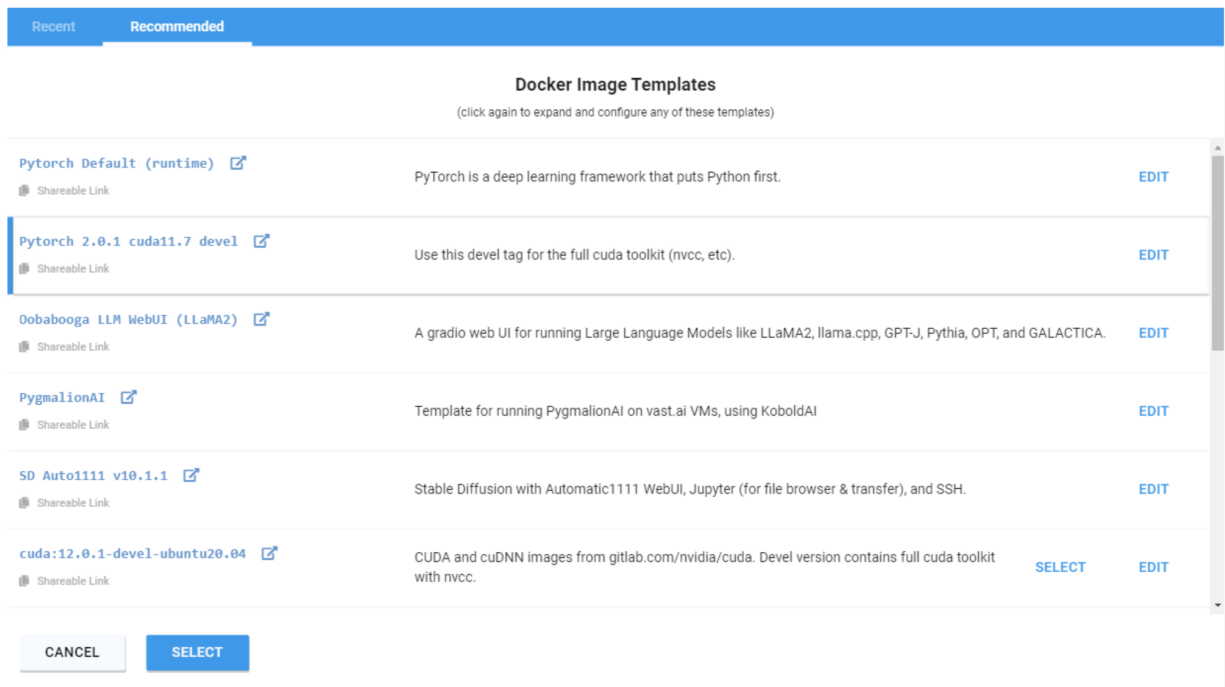 Recent
Recommended
Docker Image Templates
(click again to expand and configure any of these templates)
Pytorch Default (runtime)
Shareable Link
PyTorch is a deep learning framework that puts Python first.
EDIT
Pytorch 2.0.1 cuda11.7 devel
Shareable Link
Use this devel tag for the full cuda toolkit (nvcc, etc).
EDIT
Oobabooga LLM WebUI (LLaMA2)
Shareable Link
A gradio web UI for running Large Language Models like LLaMA2, llama.cpp, GPT-J, Pythia, OPT, and GALACTICA.
EDIT
PygmalionAI
Shareable Link
Template for running PygmalionAI on vast.ai VMs, using KoboldAI
EDIT
SD Auto1111 v10.1.1
Shareable Link
Stable Diffusion with Automatic1111 WebUI, Jupyter (for file browser & transfer), and SSH.
EDIT
cuda:12.0.1-devel-ubuntu20.04
Shareable Link
CUDA and cuDNN images from gitlab.com/nvidia/cuda. Devel version contains full cuda toolkit
with nvcc.
SELECT
EDIT
CANCEL
SELECT